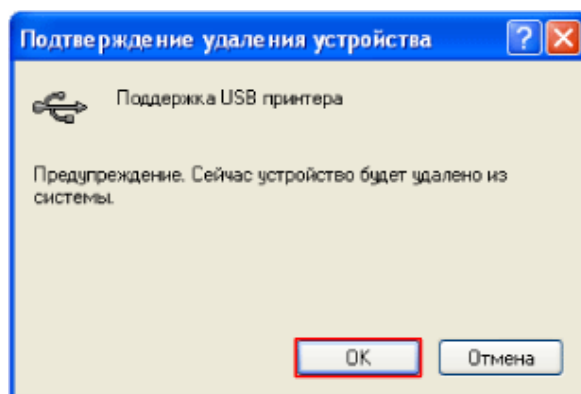 Подтверждение удаления устройства
Поддержка USB принтера
Предупреждение. Сейчас устройство будет удалено из
системы.
OK
Отмена